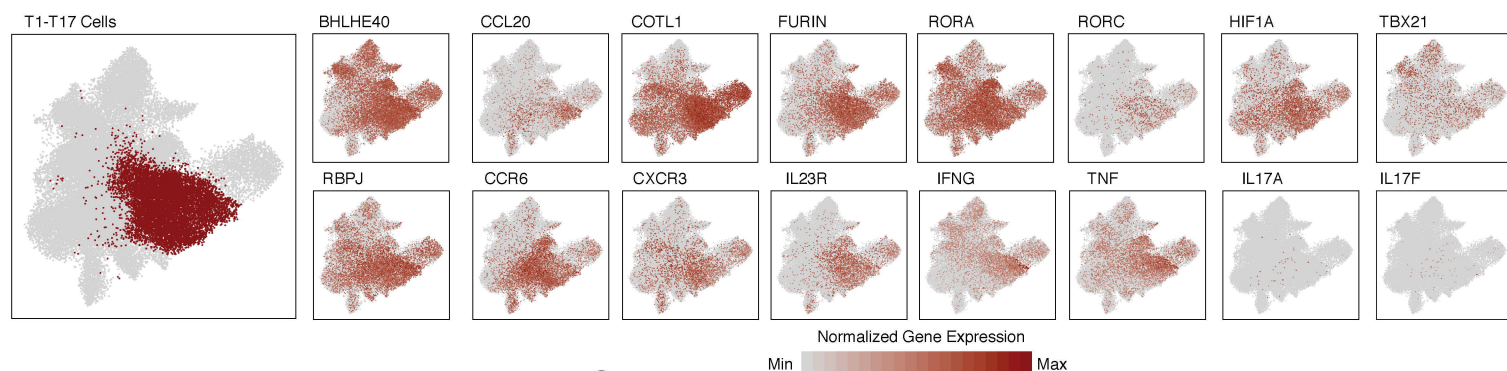 T1-T17 Cells
BHLHE40
CCL20
COTL1
FURIN
RORA
RORC
HIF1A
TBX21
RBPJ
CCR6
CXCR3
IL23R
IFNG
TNF
IL17A
IL17F
Normalized Gene Expression
Min
Max